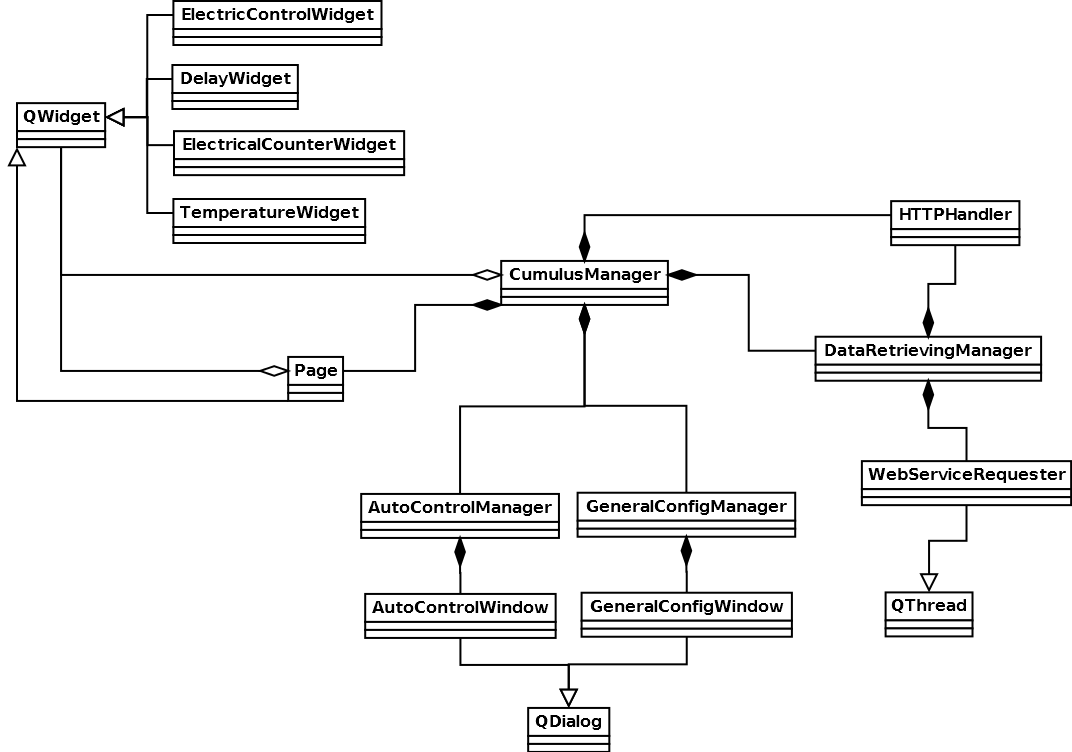 ElectricControlWidget
DelayWidget
QWidget
ElectricalCounterWidget
TemperatureWidget
HTTPHandler
CumulusManager
DataRetrievingManager
Page
WebServiceRequester
AutoControlManager
GeneralConfigManager
AutoControlWindow
GeneralConfigWindow
QThread
QDialog